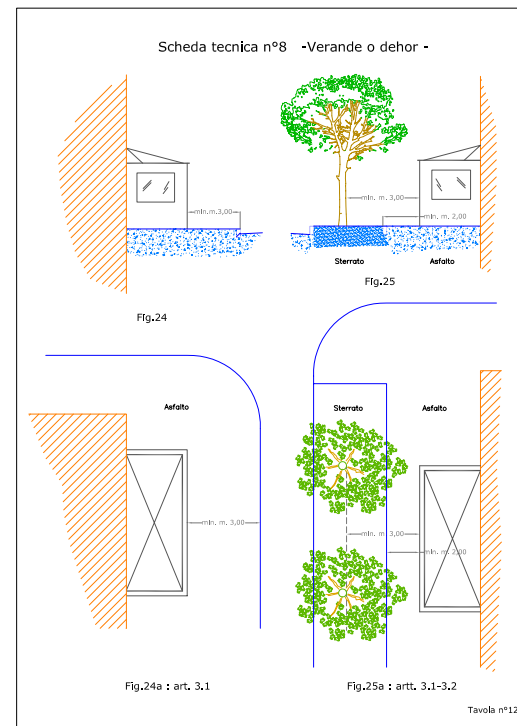 Scheda tecnica n°8 -Verande o dehor -
min.m.3,00
min. m. 3,00
min. m. 2,00
Sterrato
Asfalto
Fig.24
Fig.25
Asfalto
Sterrato
Asfalto
min. m. 3,00
min. m. 3,00
min. m. 2,00
Fig.24a : art. 3.1
Fig.25a : artt. 3.1-3.2
Tavola n°12